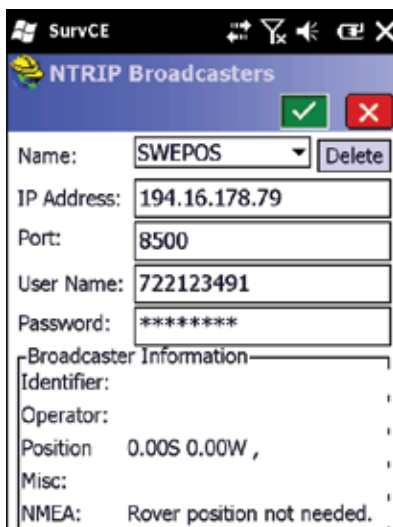 SurvCE
NTRIP Broadcasters
Name: SWEPOS Delete
IP Address: 194.16.178.79
Port: 8500
User Name: 722123491
Password: ********
Broadcaster Information
Identifier:
Operator:
Position 0.00S 0.00W ,
Misc:
NMEA: Rover position not needed.